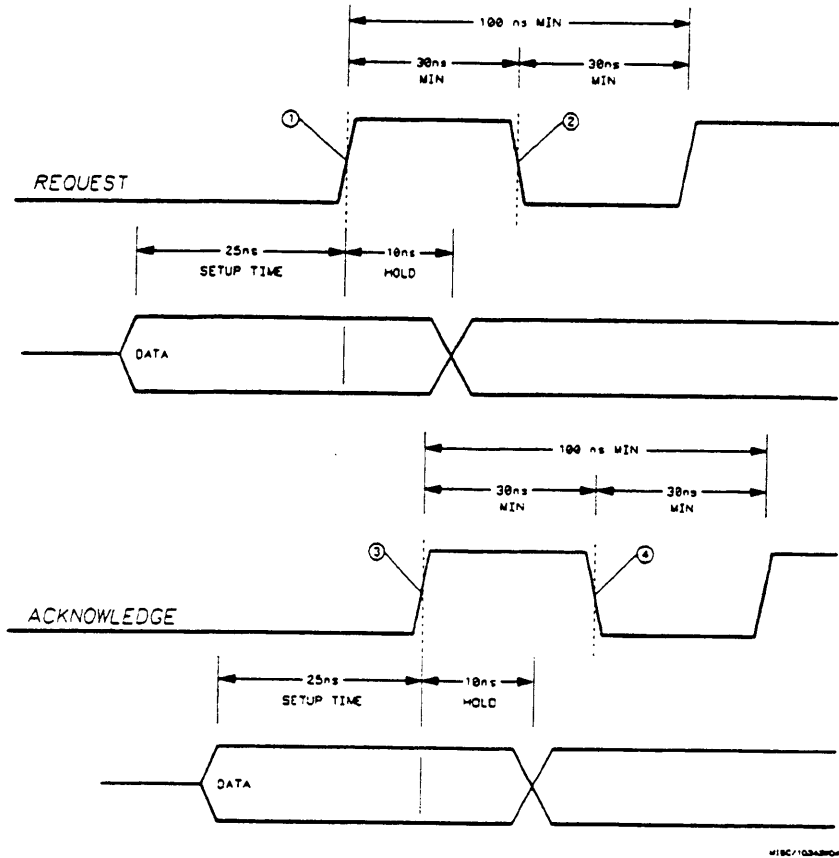 100 ns MIN
30ns MIN
30ns MIN
1
2
REQUEST
25ns SETUP TIME
10ns HOLD
DATA
100 ns MIN
30ns MIN
30ns MIN
3
4
ACKNOWLEDGE
25ns SETUP TIME
10ns HOLD
DATA